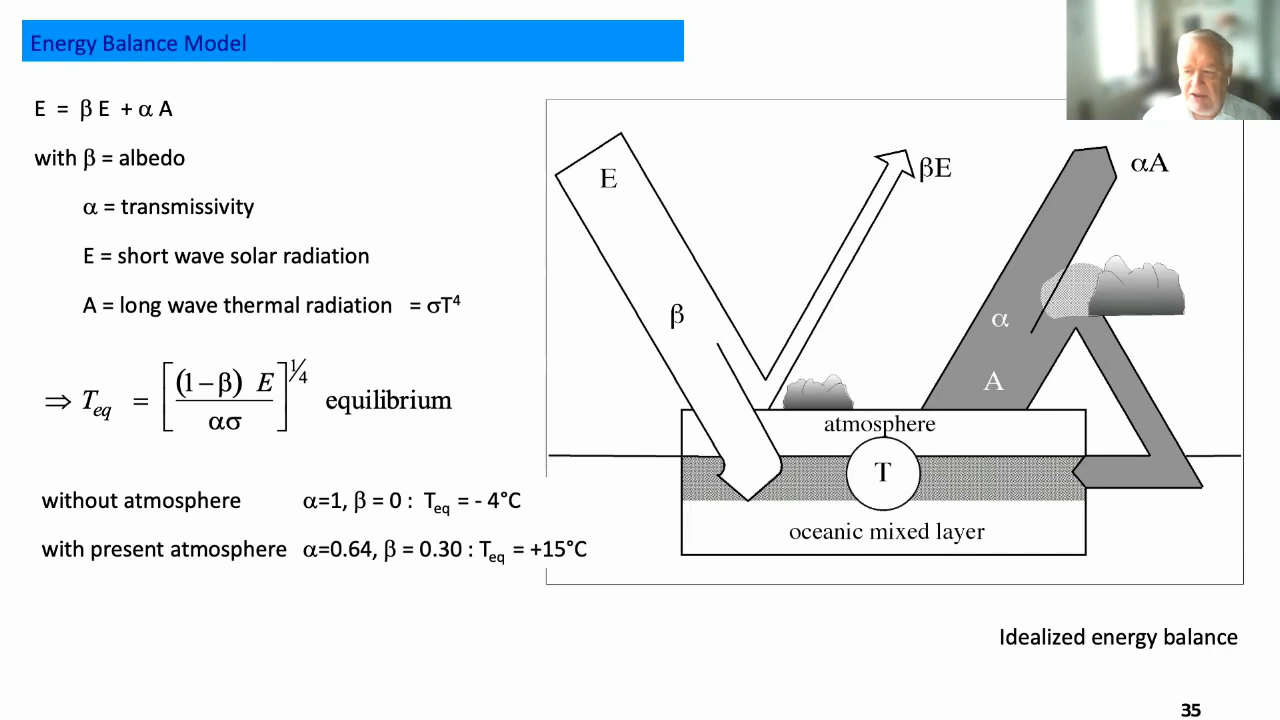 Energy Balance Model
E = β E + α A
with β = albedo
α = transmissivity
E = short wave solar radiation
A = long wave thermal radiation = σT⁴
⇒ T_eq = [(1–β) E / ασ]^¼ equilibrium
without atmosphere α=1, β = 0 : T_eq = - 4°C
with present atmosphere α=0.64, β = 0.30 : T_eq = +15°C
E
βE
αA
β
α
A
atmosphere
T
oceanic mixed layer
Idealized energy balance
35